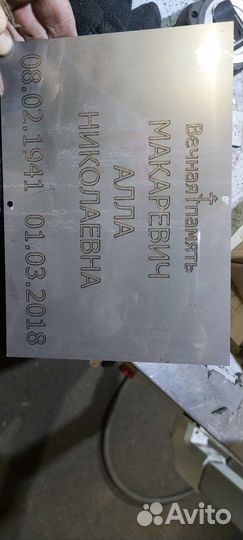 Вечная память
МАКАРЕВИЧ
АЛЛА
НИКОЛАЕВНА
08.02.1941 01.03.2018
Avito